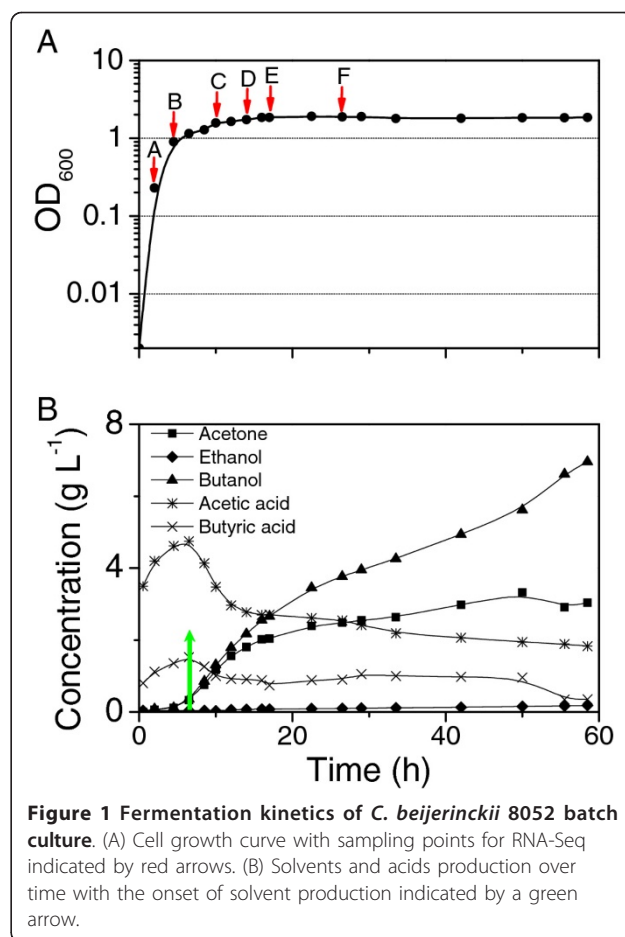 A
10
1
0.1
0.01
OD600
A
B
C
D
E
F
B
8
4
0
Concentration (g L-1)
Acetone
Ethanol
Butanol
Acetic acid
Butyric acid
0 20 40 60
Time (h)
Figure 1 Fermentation kinetics of C. beijerinckii 8052 batch
culture. (A) Cell growth curve with sampling points for RNA-Seq
indicated by red arrows. (B) Solvents and acids production over
time with the onset of solvent production indicated by a green
arrow.